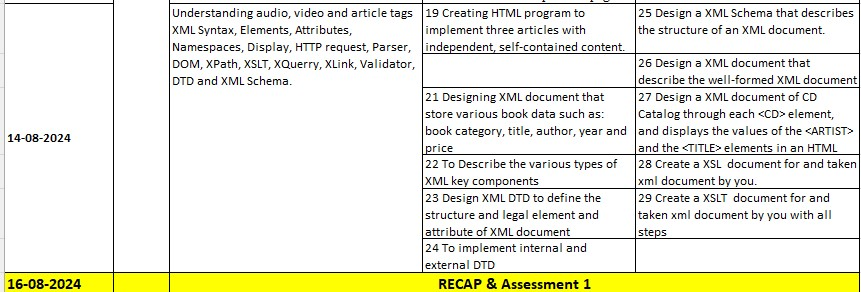 Understanding audio, video and article tags
XML Syntax, Elements, Attributes,
Namespaces, Display, HTTP request, Parser,
DOM, XPath, XSLT, XQuerry, XLink, Validator,
DTD and XML Schema.
19 Creating HTML program to
implement three articles with
independent, self-contained content.
25 Design a XML Schema that describes
the structure of an XML document.
26 Design a XML document that
describe the well-formed XML document
14-08-2024
21 Designing XML document that
store various book data such as:
book category, title, author, year and
price
27 Design a XML document of CD
Catalog through each <CD> element,
and displays the values of the <ARTIST>
and the <TITLE> elements in an HTML
22 To Describe the various types of
XML key components
28 Create a XSL document for and taken
xml document by you.
23 Design XML DTD to define the
structure and legal element and
attribute of XML document
29 Create a XSLT document for and
taken xml document by you with all
steps
24 To implement internal and
external DTD
16-08-2024
RECAP & Assessment 1